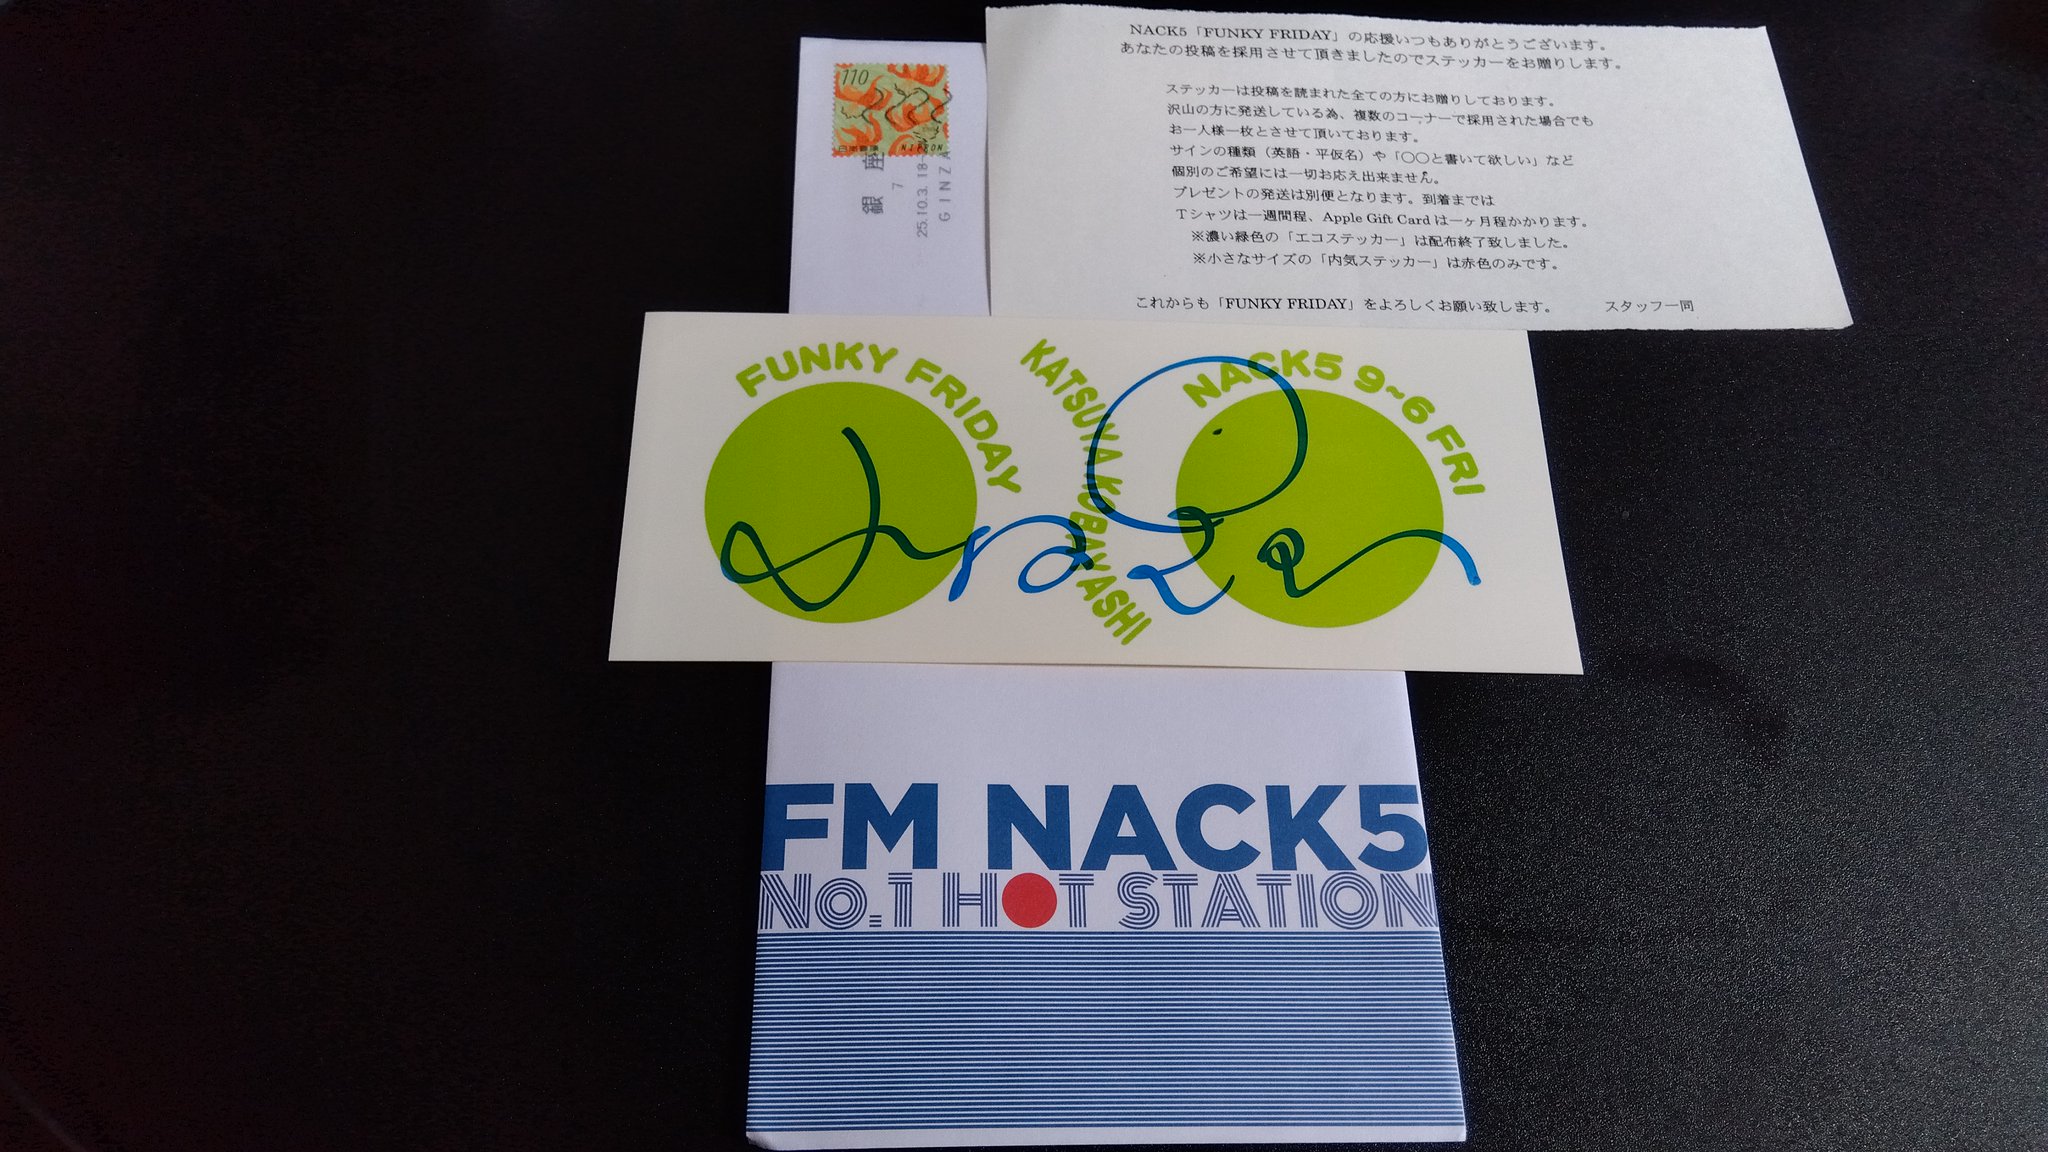 NACK5「FUNKY FRIDAY」の応援いつもありがとうございます。
あなたの投稿を採用させて頂きましたのでステッカーをお贈りします。
ステッカーは投稿を読まれた全ての方にお贈りしております。
沢山の方に発送している為、複数のコーナーで採用された場合でも
お一人様一枚とさせて頂いております。
サインの種類（英語・平仮名）や「〇〇と書いて欲しい」など
個別のご希望には一切お応え出来ません。
プレゼントの発送は別便となります。到着までは
Tシャツは一週間程、Apple Gift Cardは一ヶ月程かかります。
※濃い緑色の「エコステッカー」は配布終了致しました。
※小さなサイズの「内気ステッカー」は赤色のみです。
これからも「FUNKY FRIDAY」をよろしくお願い致します。 スタッフ一同
110
日本郵便 NIPPON
銀座
7
25.10.3. 18-
GINZA
FUNKY FRIDAY
KATSUYA KOBAYASHI
NACK5 9~6 FRI
FM NACK5
No.1 HOT STATION